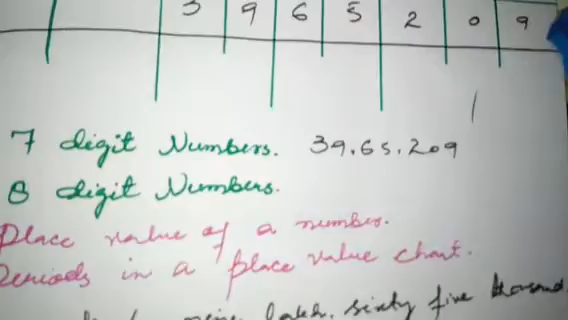 3 9 6 5 2 0 9
7 digit Numbers. 39,65,209
8 digit Numbers.
Place value of a number.
Periods in a place value chart.
nine lakh, sixty five thousand